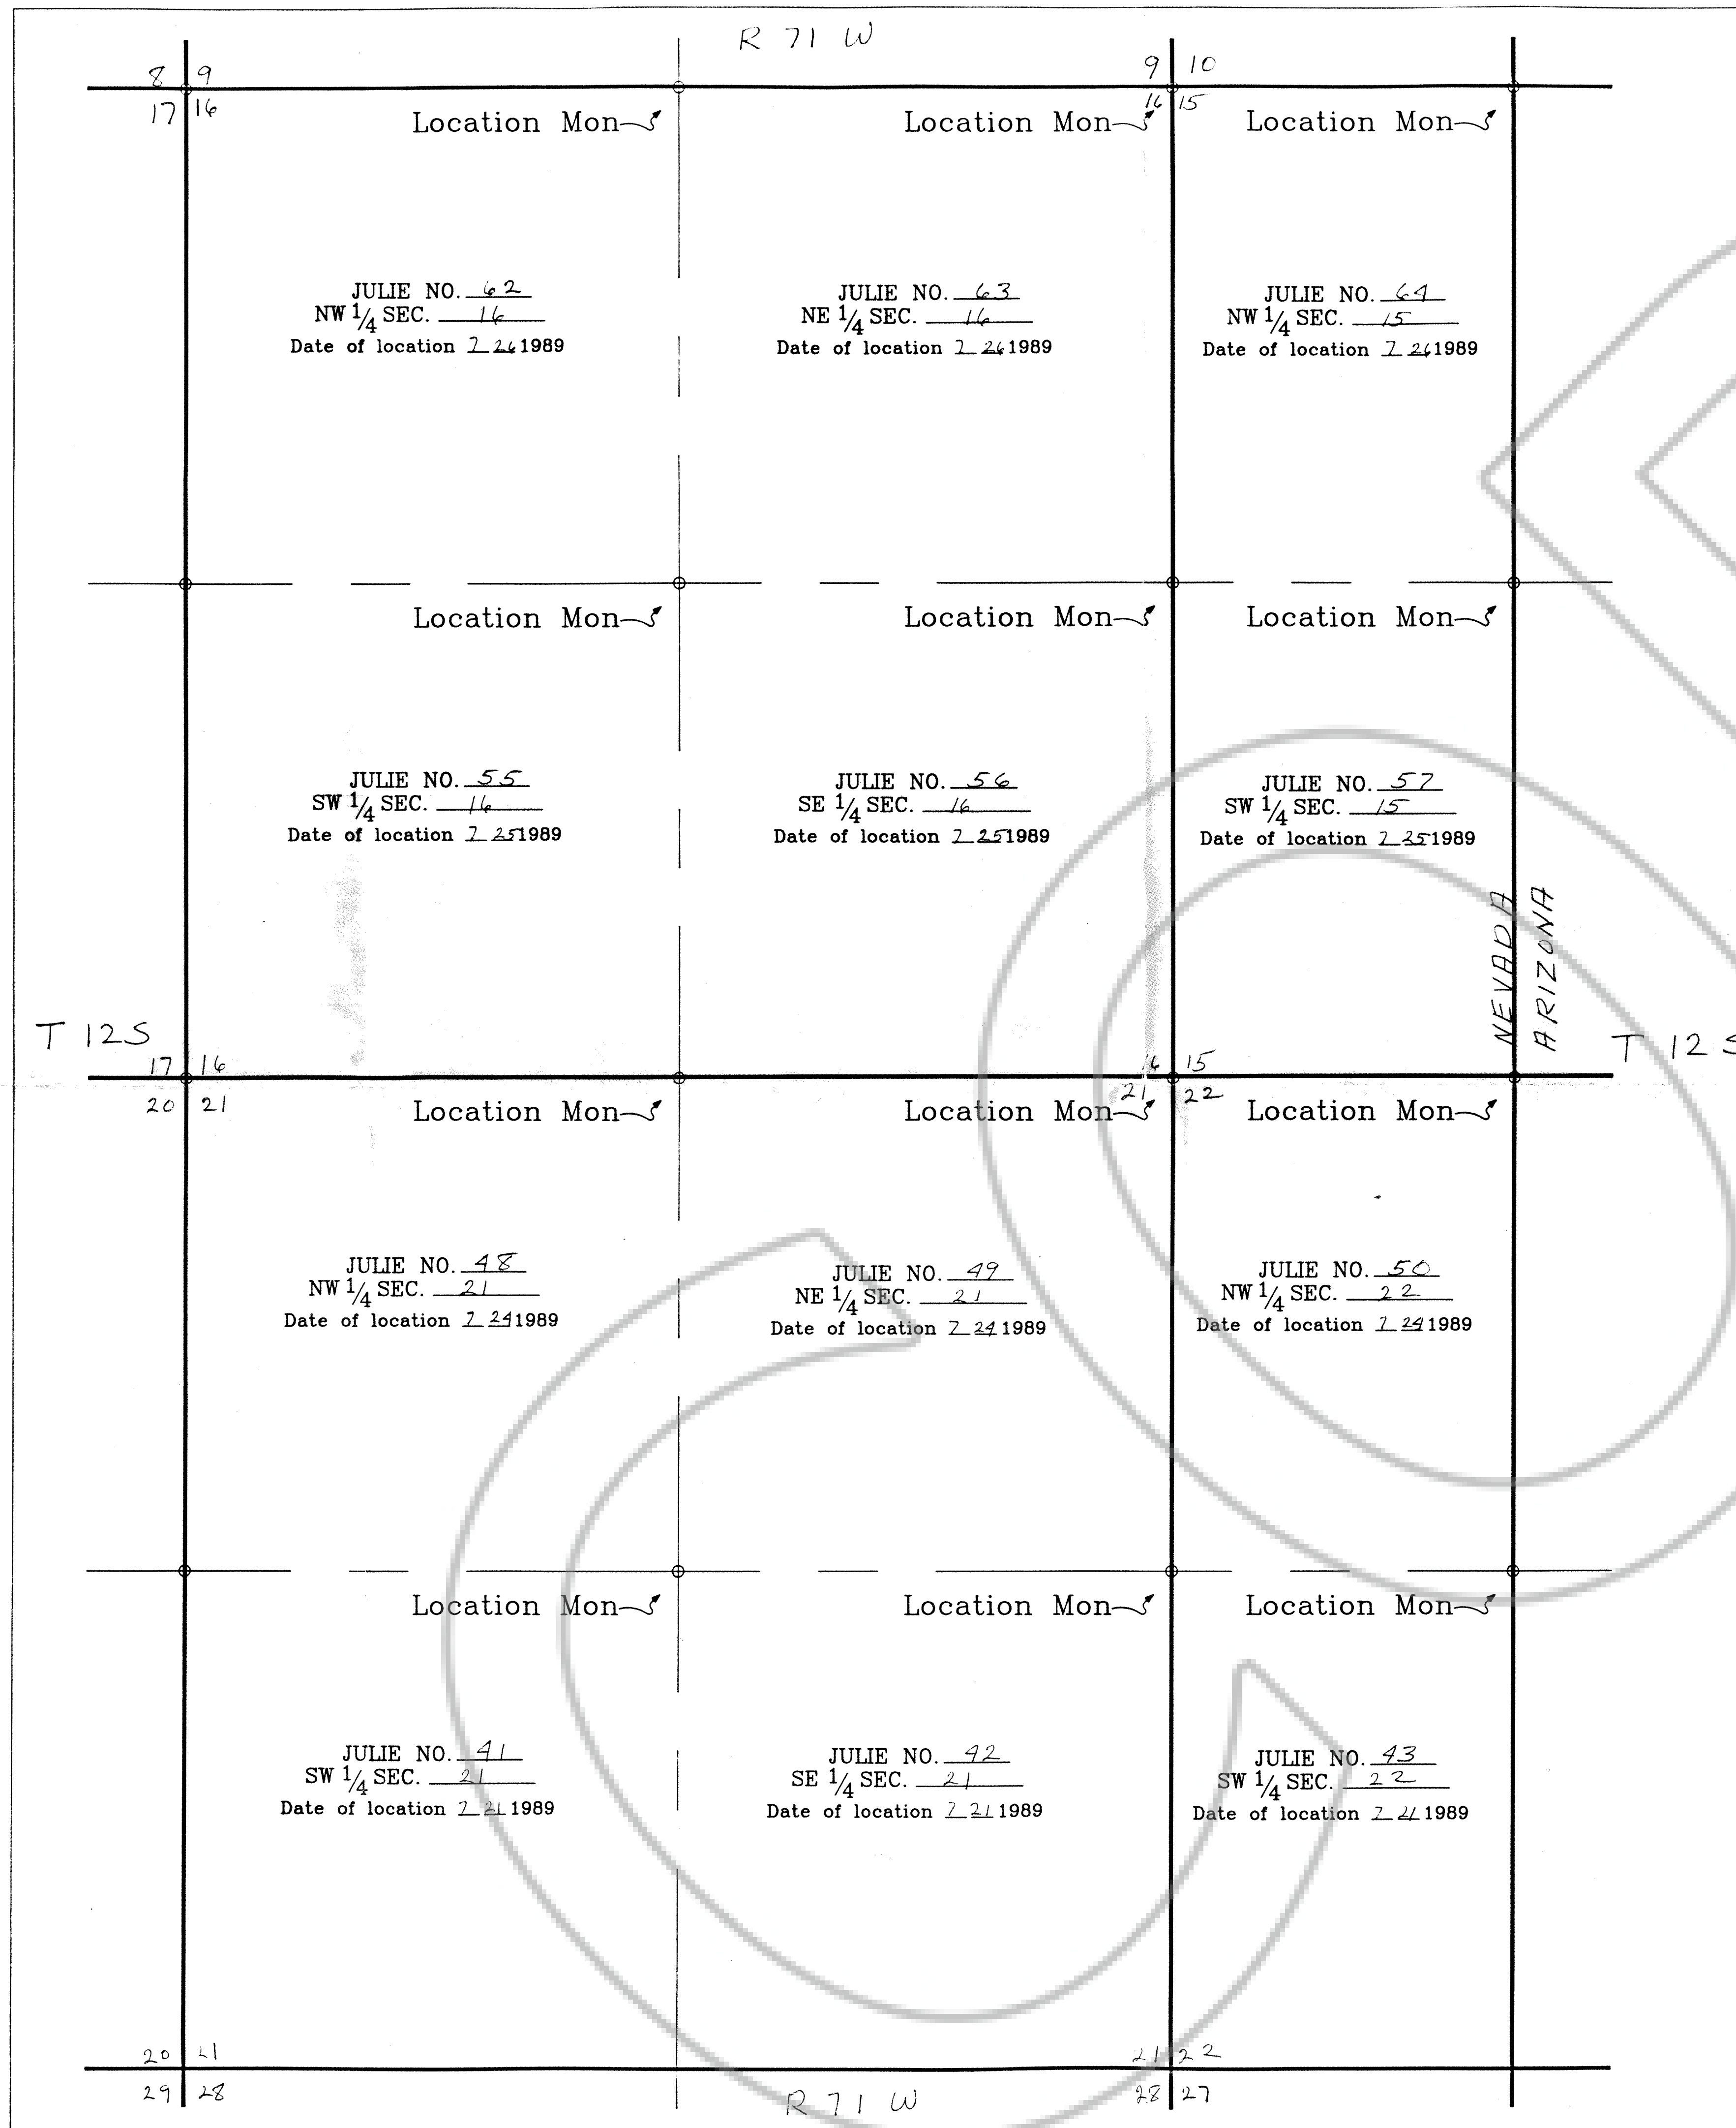 R 71 W
8 9 9 10
17 16 16 15
Location Mon Location Mon Location Mon
JULIE NO. 62 JULIE NO. 63 JULIE NO. 64
NW 1/4 SEC. 16 NE 1/4 SEC. 16 NW 1/4 SEC. 15
Date of location 7 26 1989 Date of location 7 26 1989 Date of location 7 26 1989
Location Mon Location Mon Location Mon
JULIE NO. 55 JULIE NO. 56 JULIE NO. 57
SW 1/4 SEC. 16 SE 1/4 SEC. 16 SW 1/4 SEC. 15
Date of location 7 25 1989 Date of location 7 25 1989 Date of location 7 25 1989
NEVADA
ARIZONA
T 12S T 12 S
17 16 16 15
20 21 21 22
Location Mon Location Mon Location Mon
JULIE NO. 48 JULIE NO. 49 JULIE NO. 50
NW 1/4 SEC. 21 NE 1/4 SEC. 21 NW 1/4 SEC. 22
Date of location 7 24 1989 Date of location 7 24 1989 Date of location 7 24 1989
Location Mon Location Mon Location Mon
JULIE NO. 41 JULIE NO. 42 JULIE NO. 43
SW 1/4 SEC. 21 SE 1/4 SEC. 21 SW 1/4 SEC. 22
Date of location 7 21 1989 Date of location 7 21 1989 Date of location 7 21 1989
20 21 21 22
29 28 28 27
R 71 W